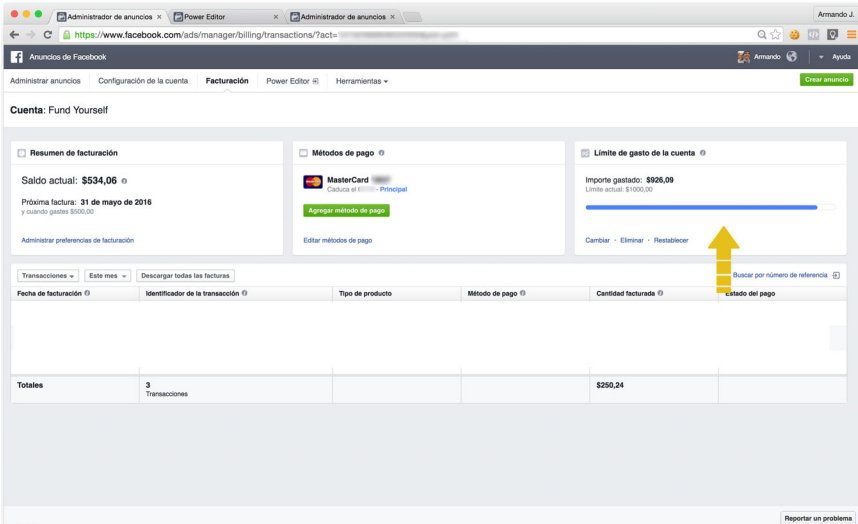 Administrador de anuncios
Power Editor
Administrador de anuncios
Armando J.
https://www.facebook.com/ads/manager/billing/transactions/?act=
Anuncios de Facebook
Armando
Ayuda
Administrar anuncios
Configuración de la cuenta
Facturación
Power Editor
Herramientas
Crear anuncio
Cuenta: Fund Yourself
Resumen de facturación
Saldo actual: $534,06
Próxima factura: 31 de mayo de 2016
y cuando gastes $500,00
Administrar preferencias de facturación
Métodos de pago
MasterCard
Caduca el
- Principal
Agregar método de pago
Editar métodos de pago
Límite de gasto de la cuenta
Importe gastado: $926,09
Límite actual: $1000,00
Cambiar · Eliminar · Restablecer
Transacciones
Este mes
Descargar todas las facturas
Buscar por número de referencia
Fecha de facturación
Identificador de la transacción
Tipo de producto
Método de pago
Cantidad facturada
Estado del pago
Totales
3
Transacciones
$250,24
Reportar un problema